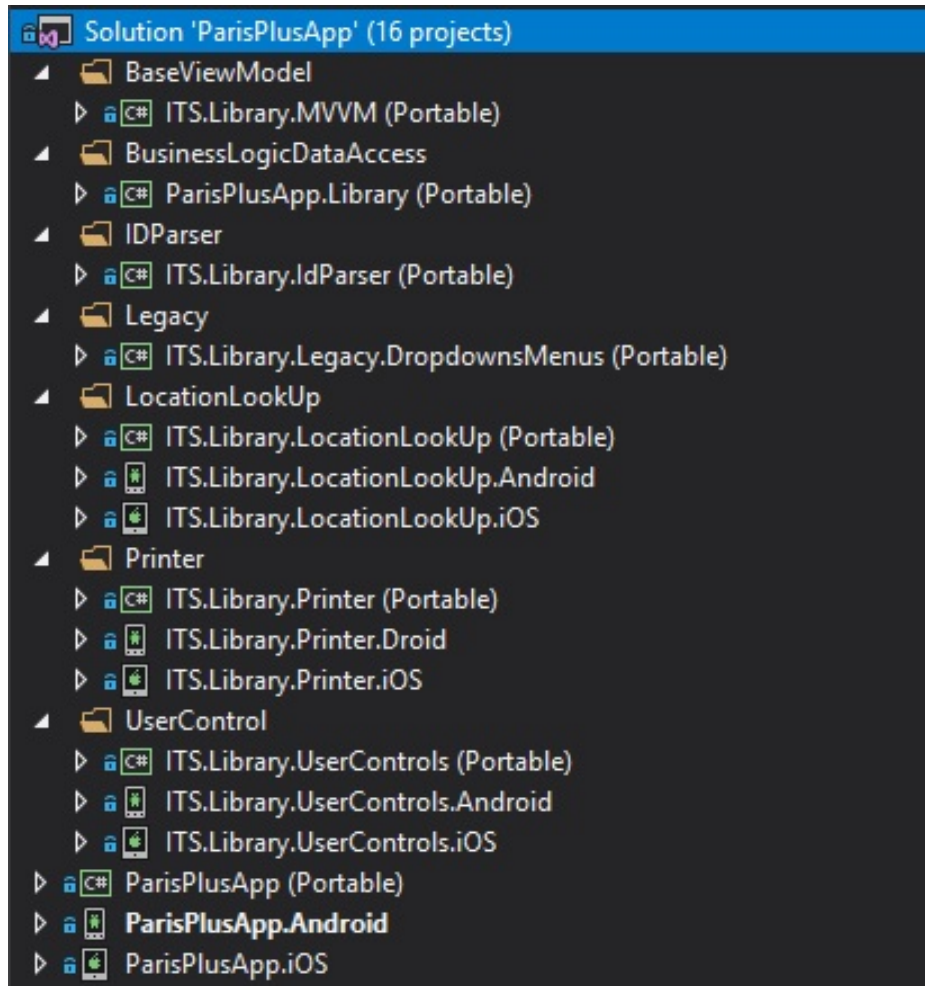 Solution 'ParisPlusApp' (16 projects)
BaseViewModel
C# ITS.Library.MVVM (Portable)
BusinessLogicDataAccess
C# ParisPlusApp.Library (Portable)
IDParser
C# ITS.Library.IdParser (Portable)
Legacy
C# ITS.Library.Legacy.DropdownsMenus (Portable)
LocationLookUp
C# ITS.Library.LocationLookUp (Portable)
ITS.Library.LocationLookUp.Android
ITS.Library.LocationLookUp.iOS
Printer
C# ITS.Library.Printer (Portable)
ITS.Library.Printer.Droid
ITS.Library.Printer.iOS
UserControl
C# ITS.Library.UserControls (Portable)
ITS.Library.UserControls.Android
ITS.Library.UserControls.iOS
C# ParisPlusApp (Portable)
ParisPlusApp.Android
ParisPlusApp.iOS